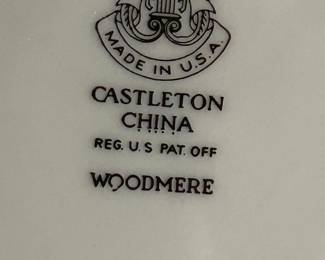 MADE IN U.S.A.
CASTLETON
CHINA
REG. U.S PAT. OFF
WOODMERE